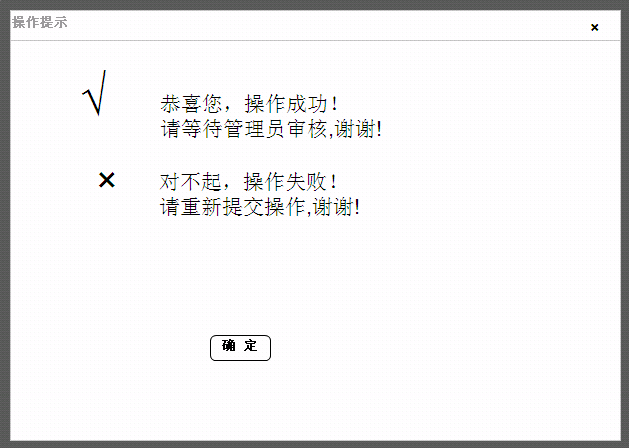 操作提示
×
√
恭喜您，操作成功！
请等待管理员审核,谢谢!
×
对不起，操作失败！
请重新提交操作,谢谢!
确 定